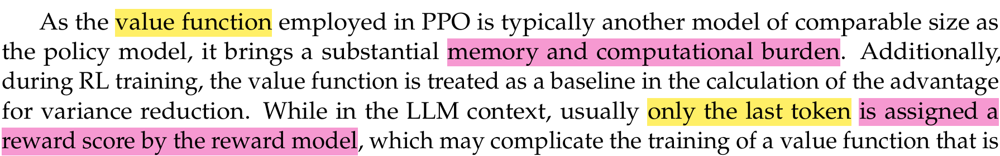 As the value function employed in PPO is typically another model of comparable size as
the policy model, it brings a substantial memory and computational burden. Additionally,
during RL training, the value function is treated as a baseline in the calculation of the advantage
for variance reduction. While in the LLM context, usually only the last token is assigned a
reward score by the reward model, which may complicate the training of a value function that is